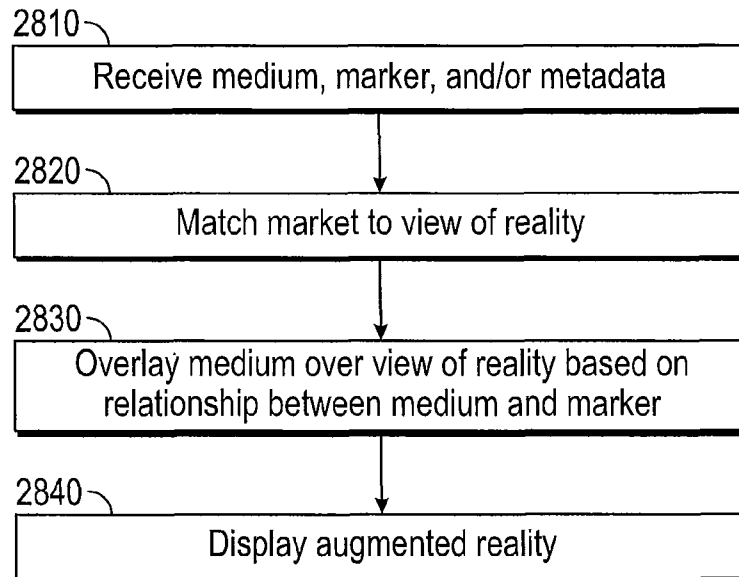 2810
Receive medium, marker, and/or metadata
2820
Match market to view of reality
2830
Overlay medium over view of reality based on
relationship between medium and marker
2840
Display augmented reality